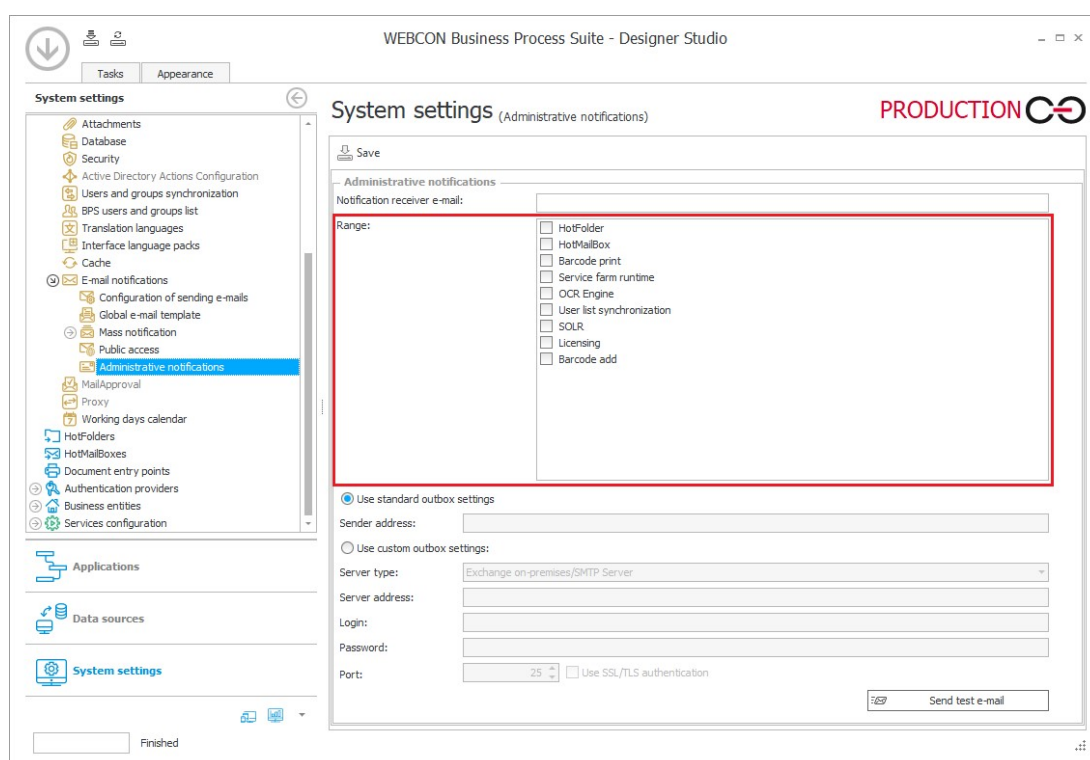 WEBCON Business Process Suite - Designer Studio
Tasks
Appearance
System settings
Attachments
Database
Security
Active Directory Actions Configuration
Users and groups synchronization
BPS users and groups list
Translation languages
Interface language packs
Cache
E-mail notifications
Configuration of sending e-mails
Global e-mail template
Mass notification
Public access
Administrative notifications
MailApproval
Proxy
Working days calendar
HotFolders
HotMailBoxes
Document entry points
Authentication providers
Business entities
Services configuration
Applications
Data sources
System settings
Finished
System settings (Administrative notifications)
PRODUCTION
Save
Administrative notifications
Notification receiver e-mail:
Range:
HotFolder
HotMailBox
Barcode print
Service farm runtime
OCR Engine
User list synchronization
SOLR
Licensing
Barcode add
Use standard outbox settings
Sender address:
Use custom outbox settings:
Server type: Exchange on-premises/SMTP Server
Server address:
Login:
Password:
Port: 25 Use SSL/TLS authentication
Send test e-mail